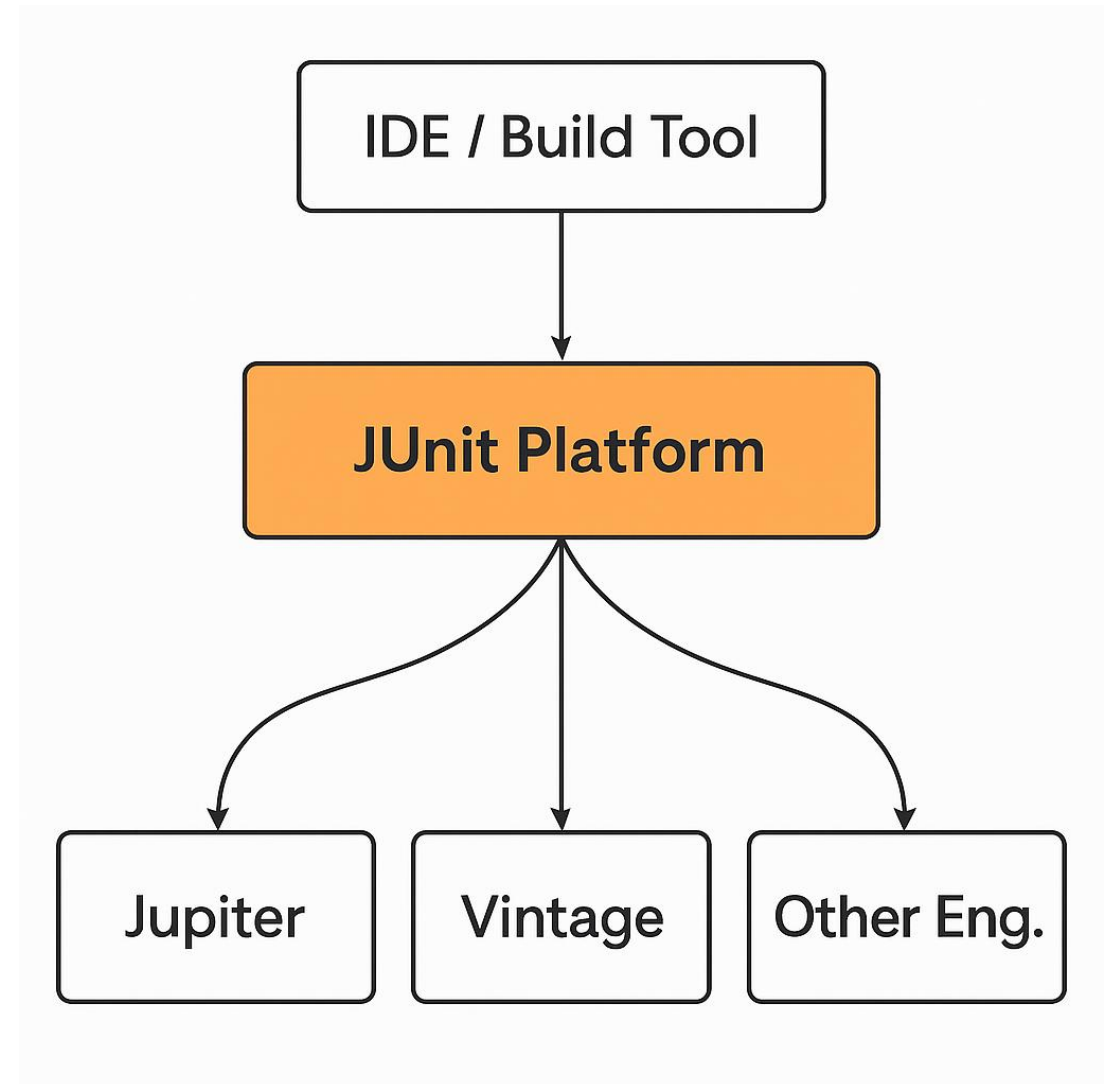 IDE / Build Tool
JUnit Platform
Jupiter
Vintage
Other Eng.